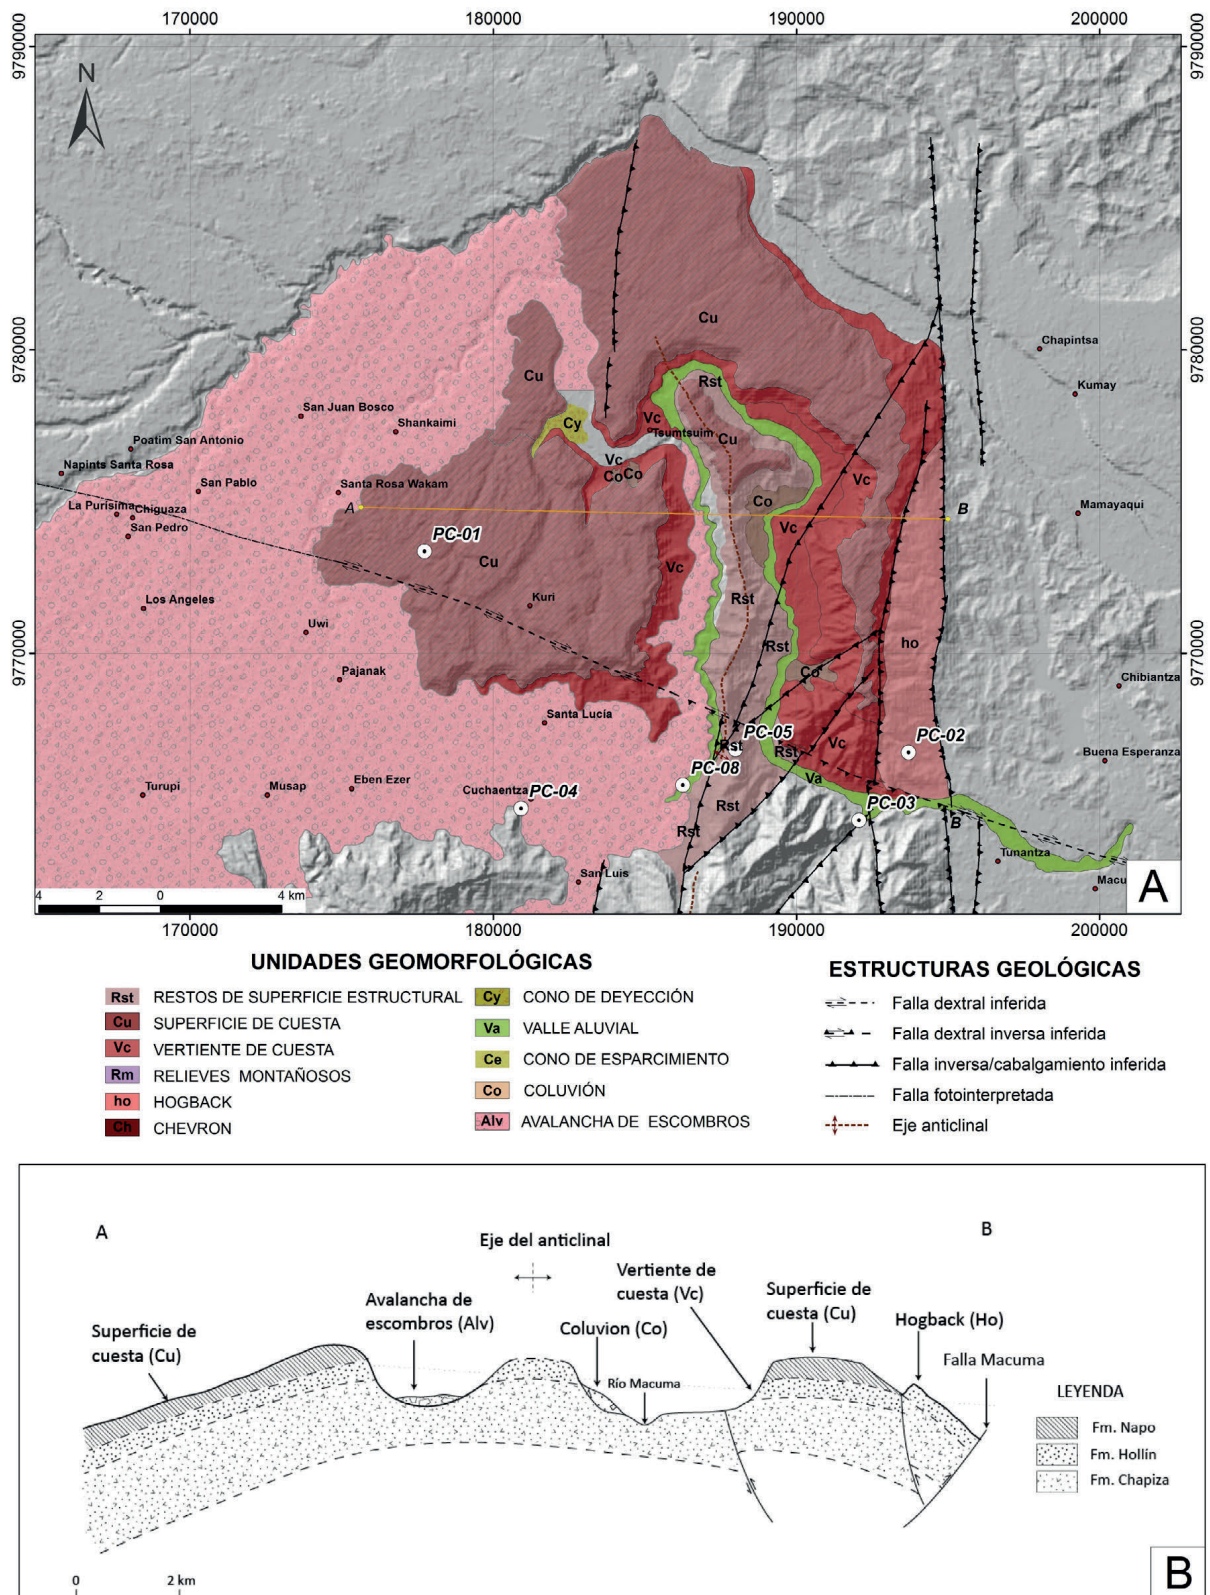 170000
180000
190000
200000
9790000
9790000
N
Cu
Chapintsa
9780000
9780000
Cu
Rst
Kumay
San Juan Bosco
Shankaimi
Cy
Vc
Tsumtsuim
Cu
Poatim San Antonio
Napints Santa Rosa
Vc
CoCo
Vc
San Pablo
Santa Rosa Wakam
Co
La Purisima
Chiguaza
San Pedro
A
B
Mamayaqui
Vc
PC-01
Cu
Vc
Los Angeles
Kuri
Rst
Uwi
Rst
ho
9770000
9770000
Pajanak
Co
Chibiantza
Santa Lucía
PC-05
Rst
Rst
Vc
PC-02
Buena Esperanza
PC-08
Turupi
Musap
Eben Ezer
Cuchaentza
PC-04
Rst
Va
PC-03
Rst
B
Tunantza
San Luis
Macu
4 2 0 4 km
A
170000
180000
190000
200000
UNIDADES GEOMORFOLÓGICAS
Rst RESTOS DE SUPERFICIE ESTRUCTURAL
Cu SUPERFICIE DE CUESTA
Vc VERTIENTE DE CUESTA
Rm RELIEVES MONTAÑOSOS
ho HOGBACK
Ch CHEVRON
Cy CONO DE DEYECCIÓN
Va VALLE ALUVIAL
Ce CONO DE ESPARCIMIENTO
Co COLUVIÓN
Alv AVALANCHA DE ESCOMBROS
ESTRUCTURAS GEOLÓGICAS
Falla dextral inferida
Falla dextral inversa inferida
Falla inversa/cabalgamiento inferida
Falla fotointerpretada
Eje anticlinal
A
B
Eje del anticlinal
Superficie de
cuesta (Cu)
Avalancha de
escombros (Alv)
Coluvion (Co)
Río Macuma
Vertiente de
cuesta (Vc)
Superficie de
cuesta (Cu)
Hogback (Ho)
Falla Macuma
LEYENDA
Fm. Napo
Fm. Hollín
Fm. Chapiza
0 2 km
B